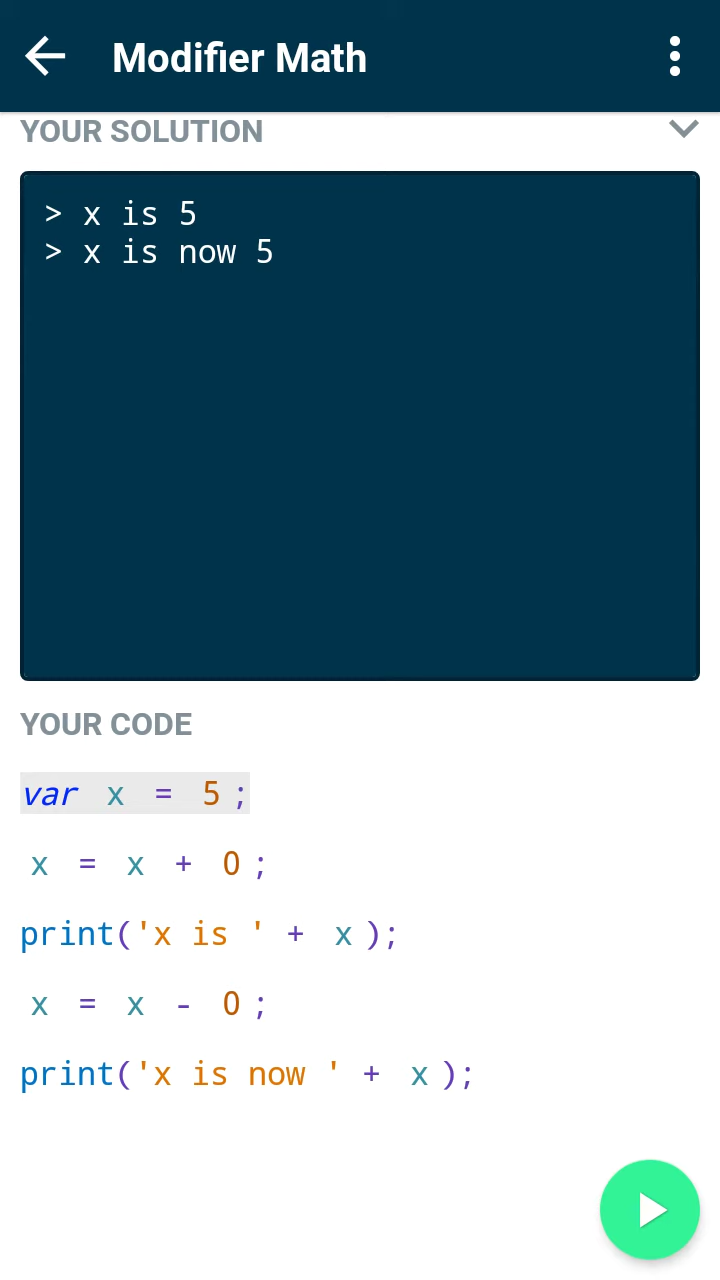 Modifier Math
YOUR SOLUTION
> x is 5
> x is now 5
YOUR CODE
var x = 5 ;
x = x + 0 ;
print('x is ' + x );
x = x - 0 ;
print('x is now ' + x );